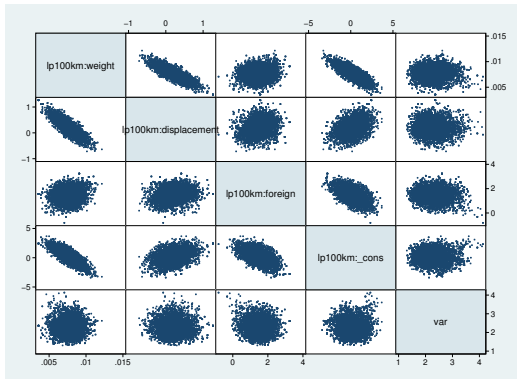 −1 0 1 −5 0 5
lp100km:weight
.005 .01 .015
lp100km:displacement
−1 0 1
lp100km:foreign
0 2 4
lp100km:_cons
−5 0 5
var
1 2 3 4
.005 .01 .015 0 2 4 1 2 3 4